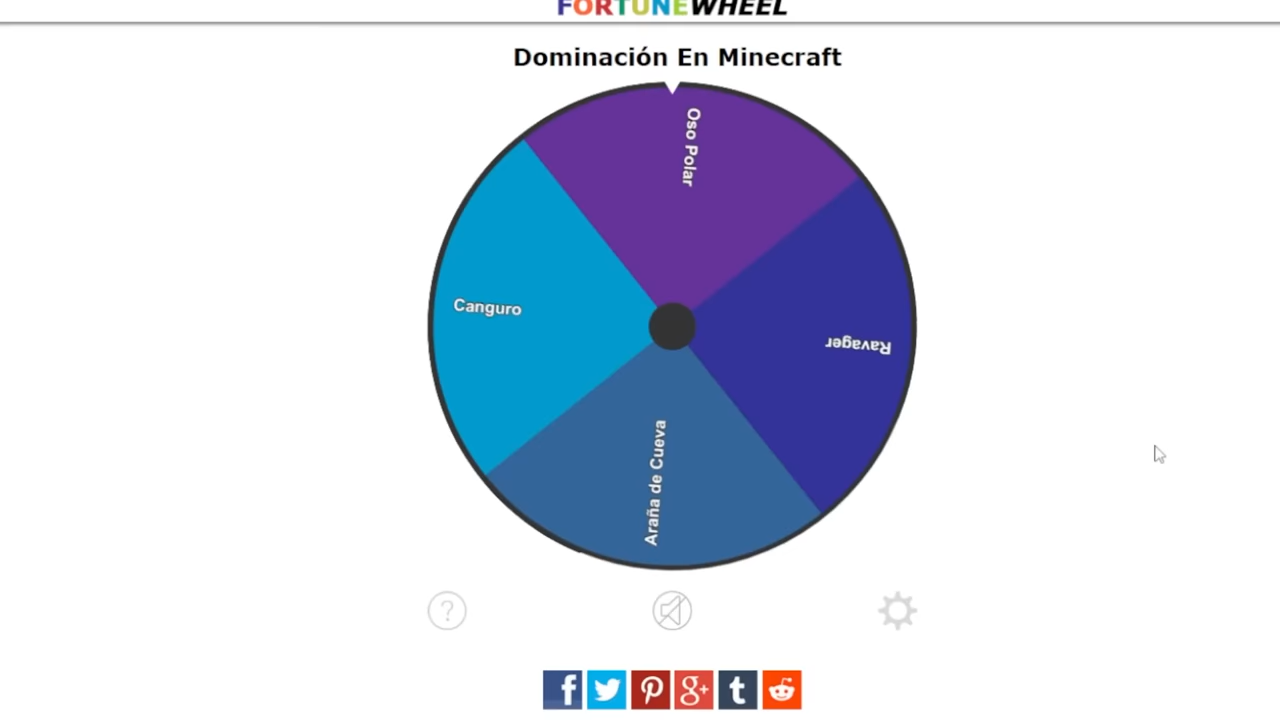 FORTUNEWHEEL
Dominación En Minecraft
Oso Polar
Canguro
Ravager
Araña de Cueva